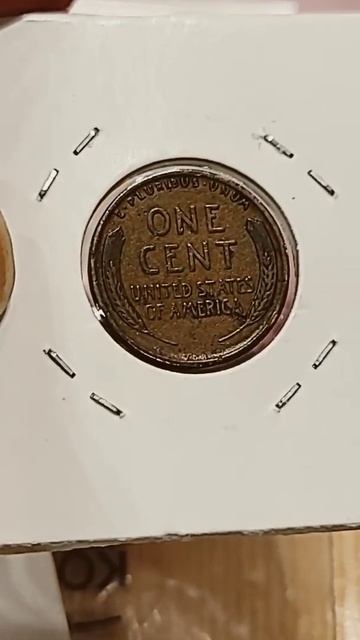 E·PLURIBUS·UNUM
ONE
CENT
UNITED STATES
OF AMERICA